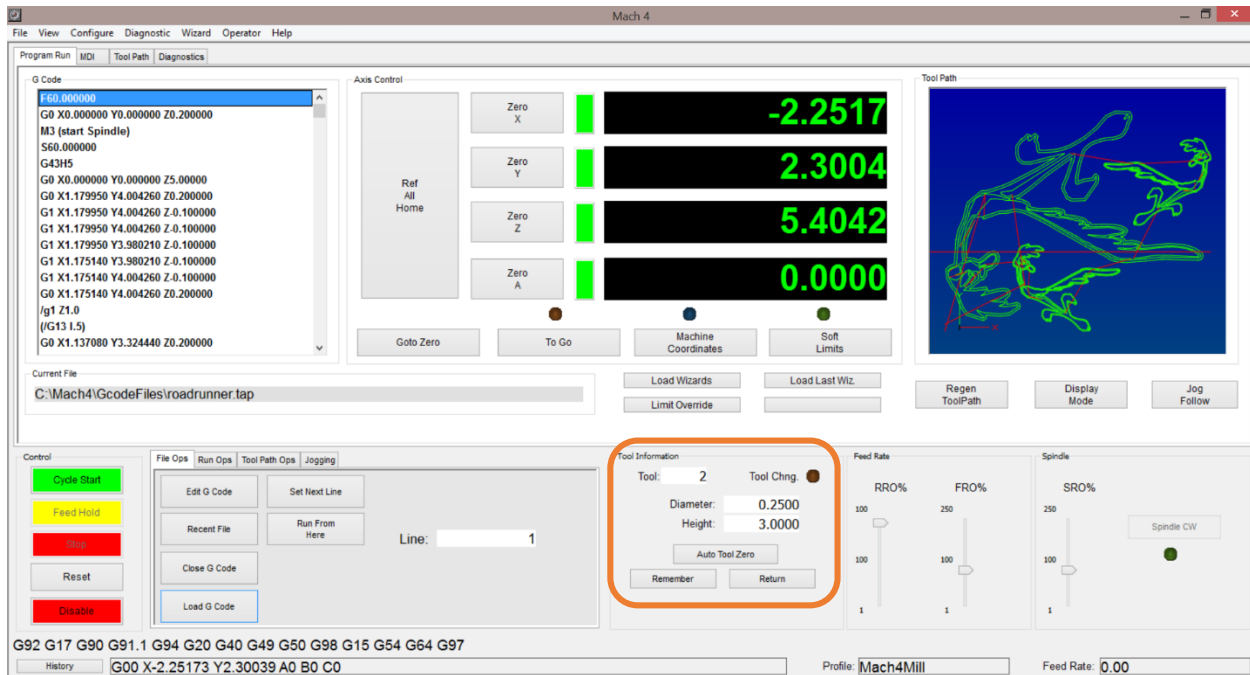 Mach 4
File View Configure Diagnostic Wizard Operator Help
Program Run MDI Tool Path Diagnostics
G Code
F60.000000
G0 X0.000000 Y0.000000 Z0.200000
M3 (start Spindle)
S60.000000
G43H5
G0 X0.000000 Y0.000000 Z5.00000
G0 X1.179950 Y4.004260 Z0.200000
G1 X1.179950 Y4.004260 Z-0.100000
G1 X1.179950 Y4.004260 Z-0.100000
G1 X1.179950 Y3.980210 Z-0.100000
G1 X1.175140 Y3.980210 Z-0.100000
G1 X1.175140 Y4.004260 Z-0.100000
G0 X1.175140 Y4.004260 Z0.200000
/g1 Z1.0
(/G13 I.5)
G0 X1.137080 Y3.324440 Z0.200000
Axis Control
Ref
All
Home
Zero
X
-2.2517
Zero
Y
2.3004
Zero
Z
5.4042
Zero
A
0.0000
Goto Zero
To Go
Machine
Coordinates
Soft
Limits
Tool Path
Current File
C:\Mach4\GcodeFiles\roadrunner.tap
Load Wizards
Load Last Wiz.
Limit Override
Regen
ToolPath
Display
Mode
Jog
Follow
Control
Cycle Start
Feed Hold
Stop
Reset
Disable
File Ops Run Ops Tool Path Ops Jogging
Edit G Code
Set Next Line
Recent File
Run From
Here
Close G Code
Load G Code
Line: 1
Tool Information
Tool: 2 Tool Chng.
Diameter: 0.2500
Height: 3.0000
Auto Tool Zero
Remember
Return
Feed Rate
RRO% FRO%
100 250
100 100
1 1
Spindle
SRO%
250
100
1
Spindle CW
G92 G17 G90 G91.1 G94 G20 G40 G49 G50 G98 G15 G54 G64 G97
History G00 X-2.25173 Y2.30039 A0 B0 C0
Profile: Mach4Mill
Feed Rate: 0.00